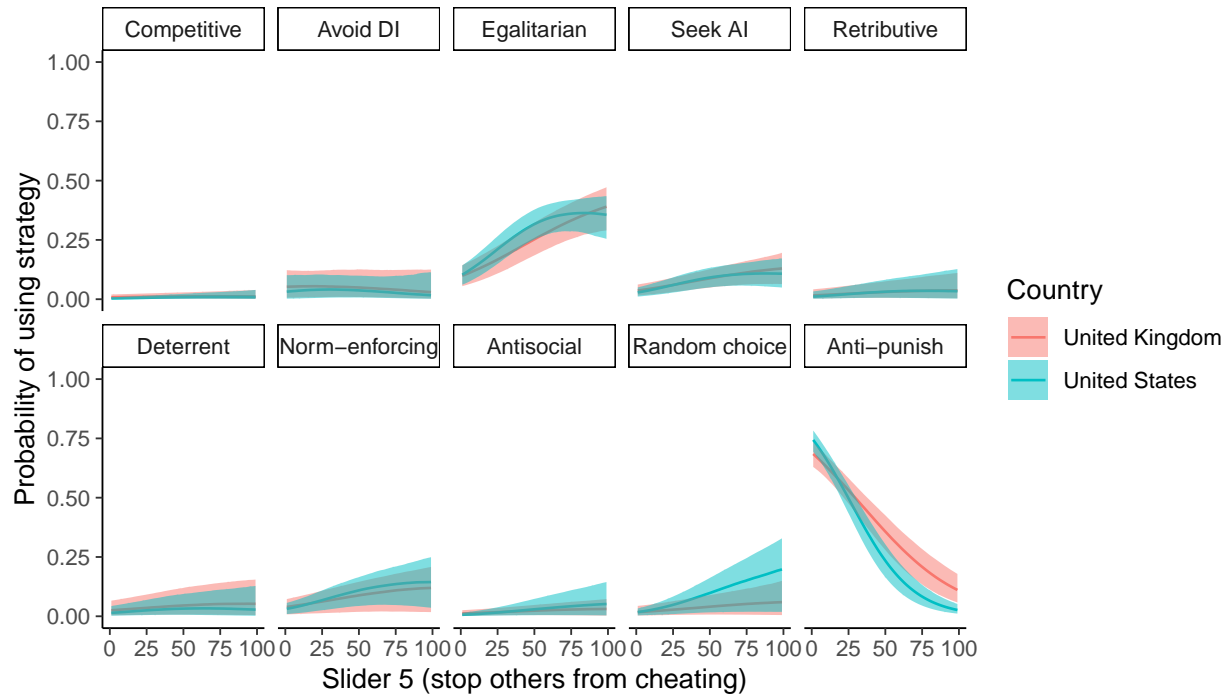 Competitive Avoid DI Egalitarian Seek AI Retributive
1.00
0.75
0.50
0.25
0.00
Deterrent Norm−enforcing Antisocial Random choice Anti−punish
1.00
0.75
0.50
0.25
0.00
0 25 50 75 100 0 25 50 75 100 0 25 50 75 100 0 25 50 75 100 0 25 50 75 100
Slider 5 (stop others from cheating)
Probability of using strategy
Country
United Kingdom
United States